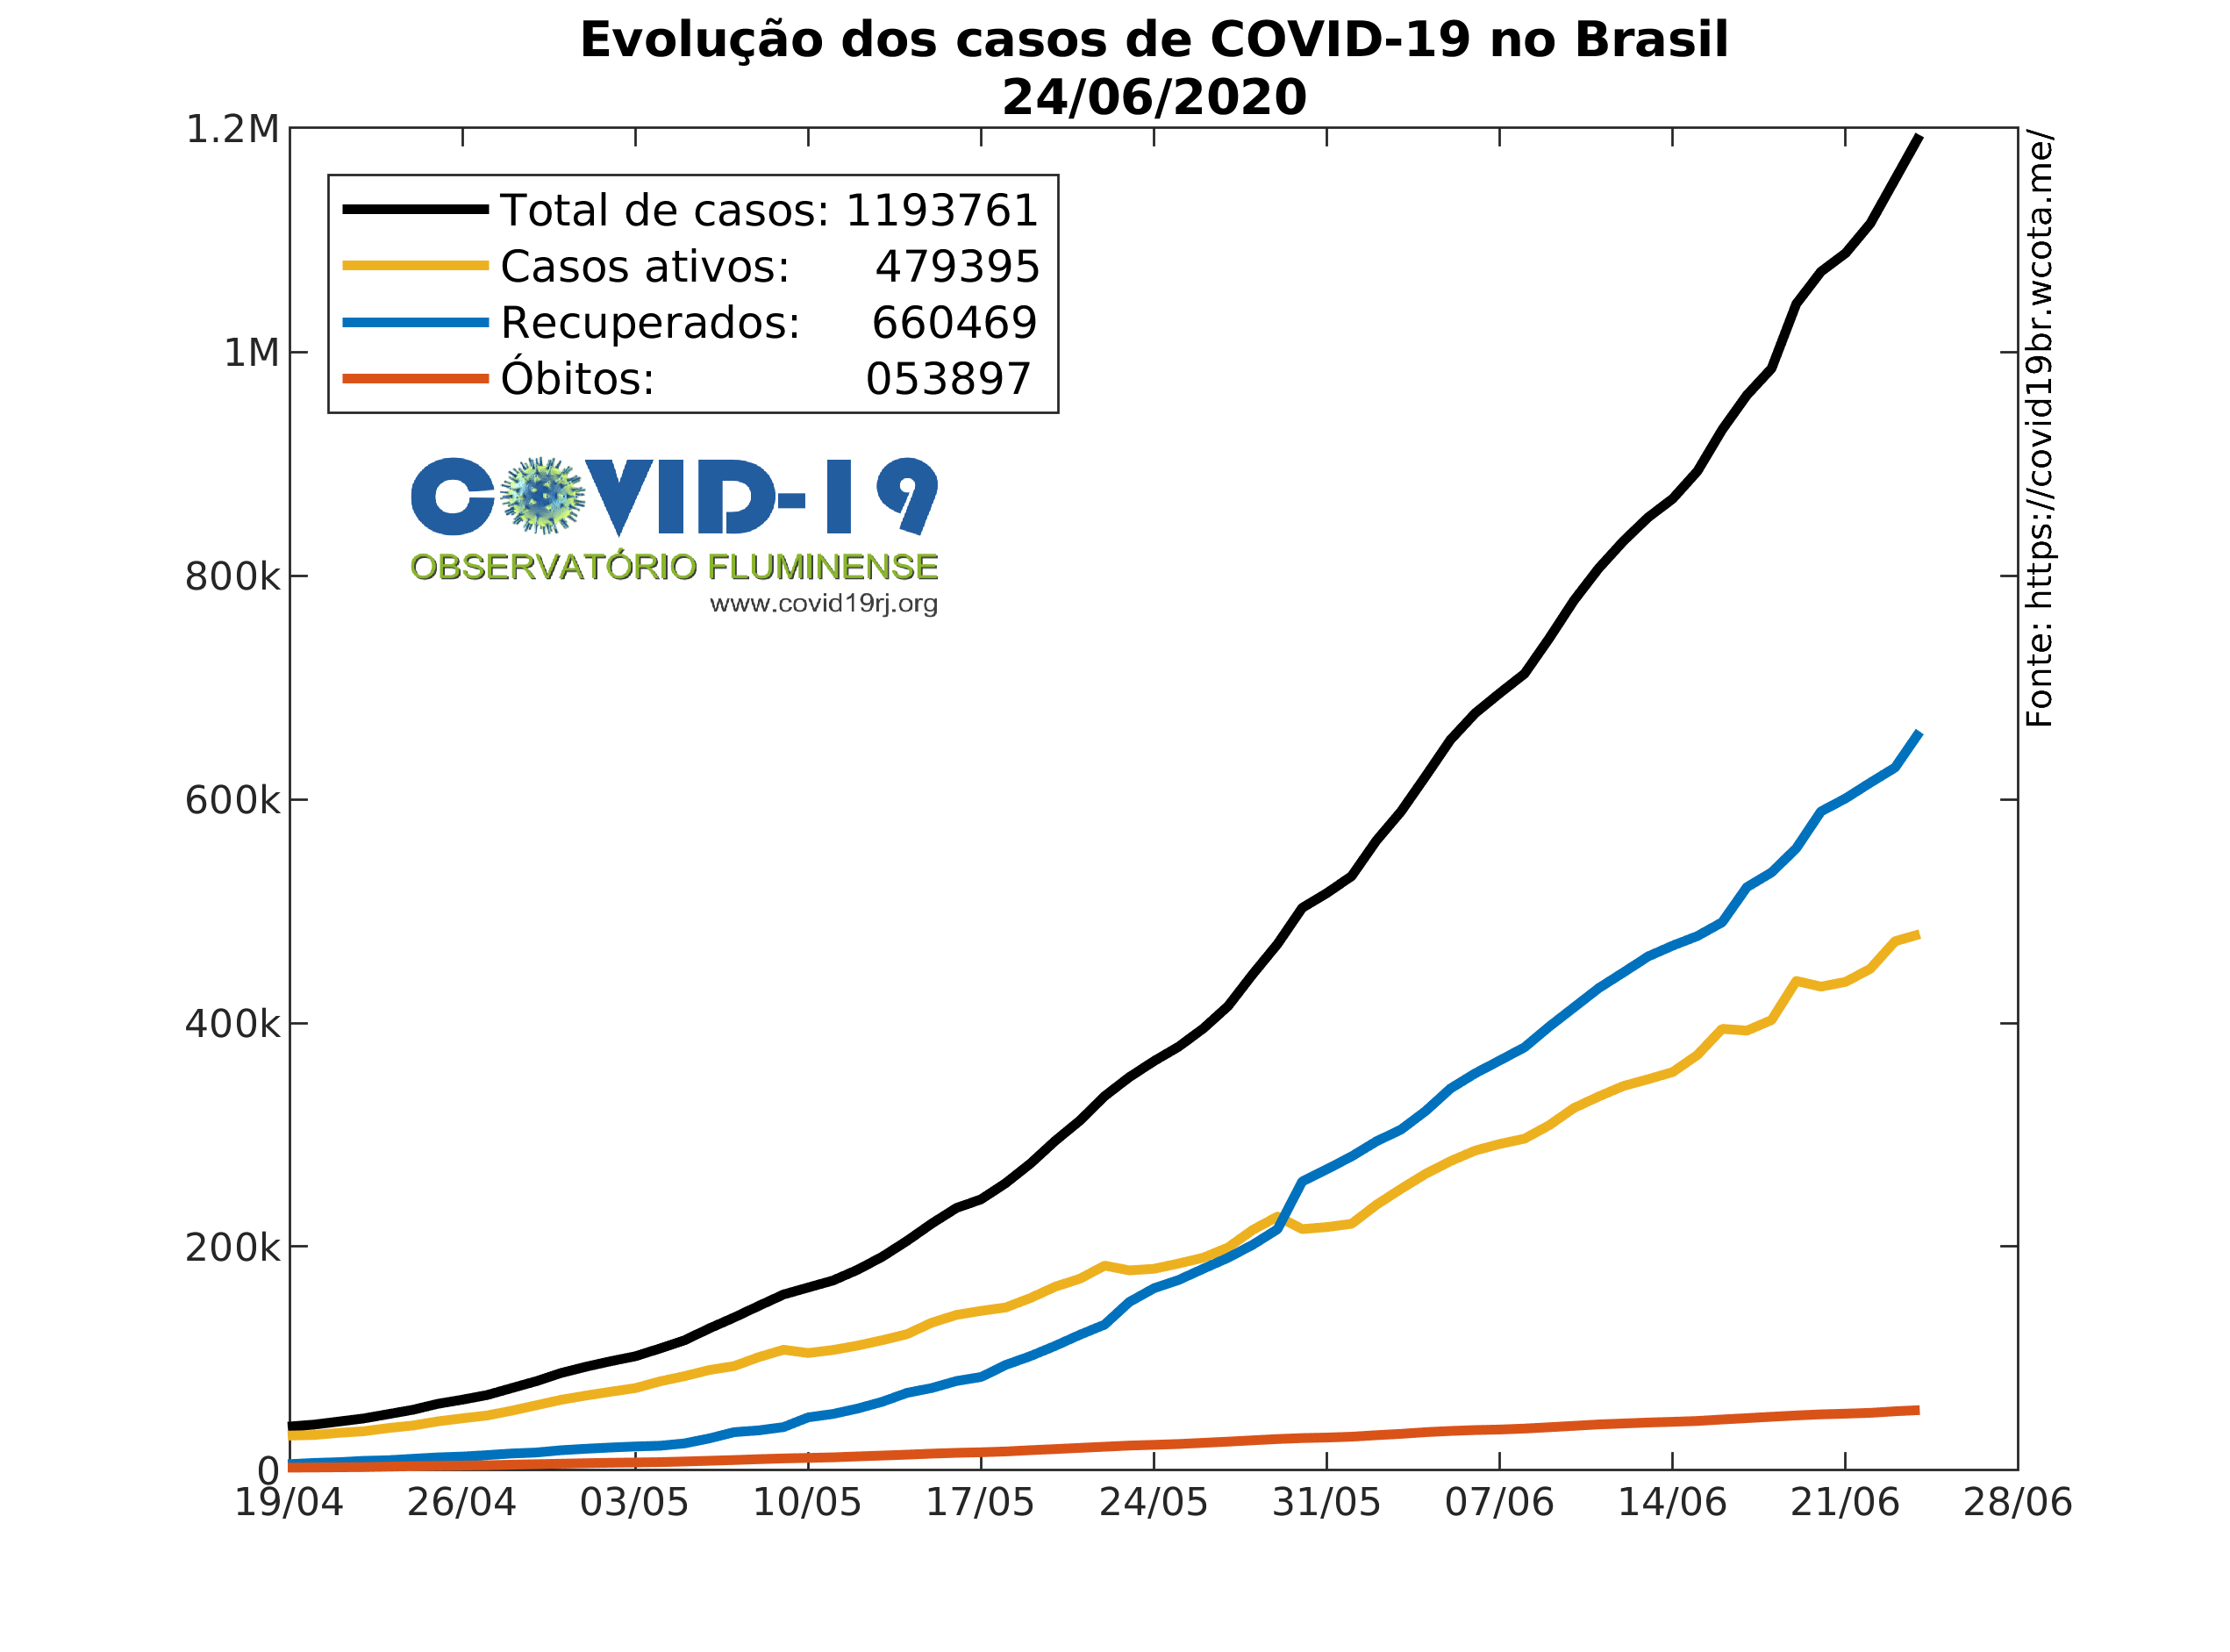 Evolução dos casos de COVID-19 no Brasil
24/06/2020
1.2M
1M
800k
600k
400k
200k
0
Total de casos: 1193761
Casos ativos: 479395
Recuperados: 660469
Óbitos: 053897
COVID-19
OBSERVATÓRIO FLUMINENSE
www.covid19rj.org
Fonte: https://covid19br.wcota.me/
19/04 26/04 03/05 10/05 17/05 24/05 31/05 07/06 14/06 21/06 28/06